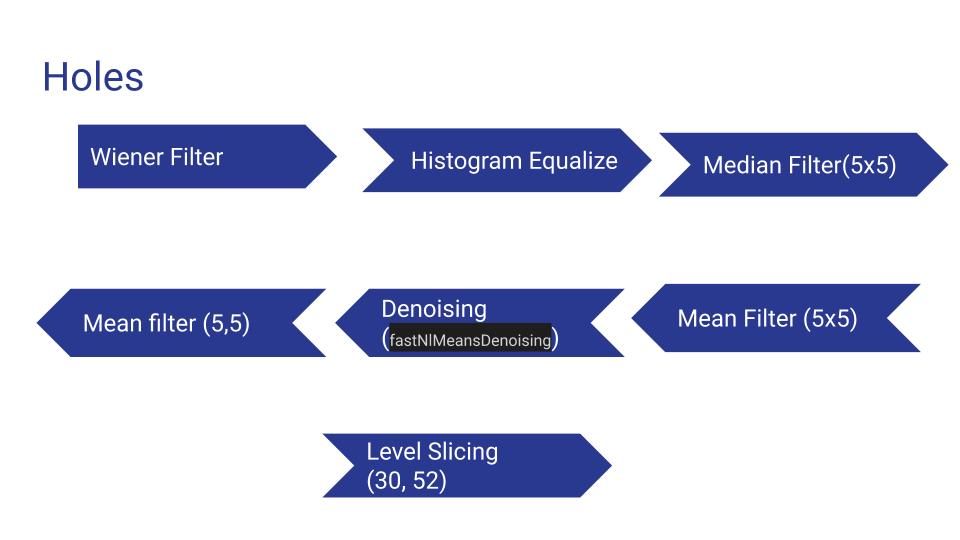 Holes
Wiener Filter
Histogram Equalize
Median Filter(5x5)
Mean Filter (5x5)
Denoising
(fastNlMeansDenoising)
Mean filter (5,5)
Level Slicing
(30, 52)